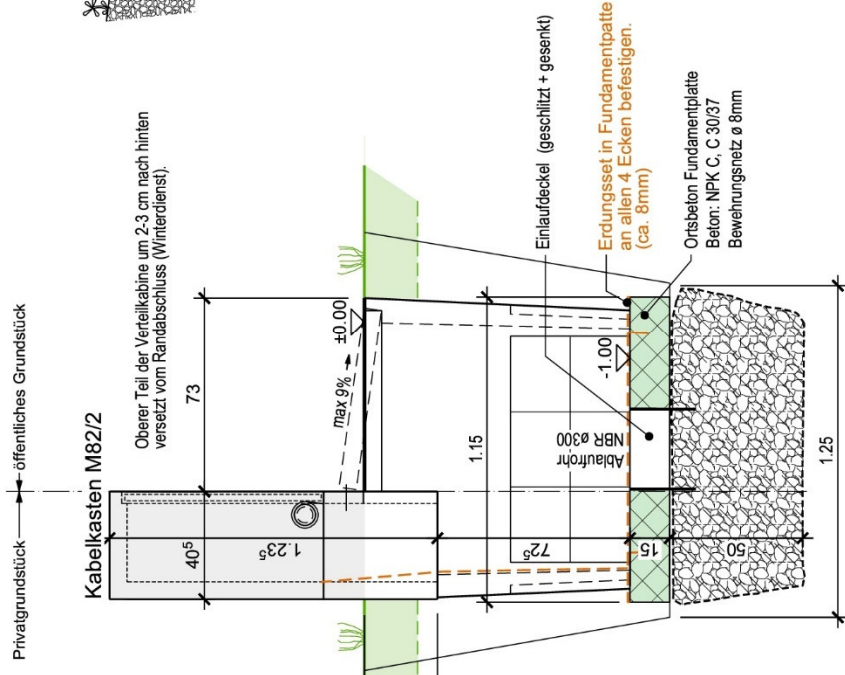 Privatgrundstück
öffentliches Grundstück
Kabelkasten M82/2
Oberer Teil der Verteilkabine um 2-3 cm nach hinten
versetzt vom Randabschluss (Winterdienst).
40⁵
73
max 9%
±0.00
1.23⁵
1.15
72⁵
15
50
-1.00
Ablaufrohr
NBR ø300
1.25
Einlaufdeckel (geschlitzt + gesenkt)
Erdungsset in Fundamentpatte
an allen 4 Ecken befestigen.
(ca. 8mm)
Ortsbeton Fundamentplatte
Beton: NPK C, C 30/37
Bewehrungsnetz ø 8mm